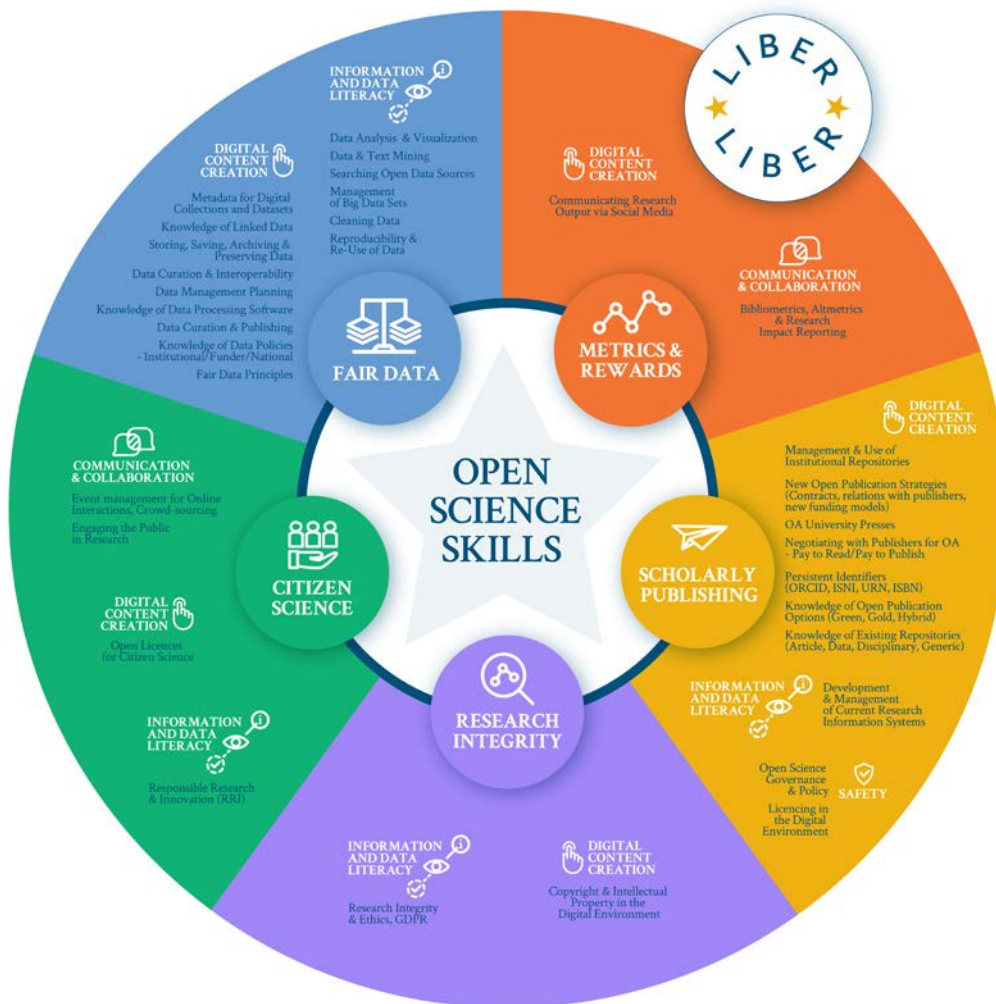 LIBER
LIBER
INFORMATION
AND DATA
LITERACY
Data Analysis & Visualization
Data & Text Mining
Searching Open Data Sources
Management
of Big Data Sets
Cleaning Data
Reproducibility &
Re-Use of Data
DIGITAL
CONTENT
CREATION
Metadata for Digital
Collections and Datasets
Knowledge of Linked Data
Storing, Saving, Archiving &
Preserving Data
Data Curation & Interoperability
Data Management Planning
Knowledge of Data Processing Software
Data Curation & Publishing
Knowledge of Data Policies
- Institutional/Funder/National
Fair Data Principles
FAIR DATA
DIGITAL
CONTENT
CREATION
Communicating Research
Output via Social Media
COMMUNICATION
& COLLABORATION
Bibliometrics, Altmetrics
& Research
Impact Reporting
METRICS &
REWARDS
OPEN
SCIENCE
SKILLS
DIGITAL
CONTENT
CREATION
Management & Use of
Institutional Repositories
New Open Publication Strategies
(Contracts, relations with publishers,
new funding models)
OA University Presses
Negotiating with Publishers for OA
- Pay to Read/Pay to Publish
Persistent Identifiers
(ORCID, ISNI, URN, ISBN)
Knowledge of Open Publication
Options (Green, Gold, Hybrid)
Knowledge of Existing Repositories
(Article, Data, Disciplinary, Generic)
SCHOLARLY
PUBLISHING
INFORMATION
AND DATA
LITERACY
Development
& Management
of Current Research
Information Systems
Open Science
Governance
& Policy
Licencing in
the Digital
Environment
SAFETY
COMMUNICATION
& COLLABORATION
Event management for Online
Interactions, Crowd-sourcing
Engaging the Public
in Research
CITIZEN
SCIENCE
DIGITAL
CONTENT
CREATION
Open Licences
for Citizen Science
INFORMATION
AND DATA
LITERACY
Responsible Research
& Innovation (RRI)
RESEARCH
INTEGRITY
INFORMATION
AND DATA
LITERACY
Research Integrity
& Ethics, GDPR
DIGITAL
CONTENT
CREATION
Copyright & Intellectual
Property in the
Digital Environment